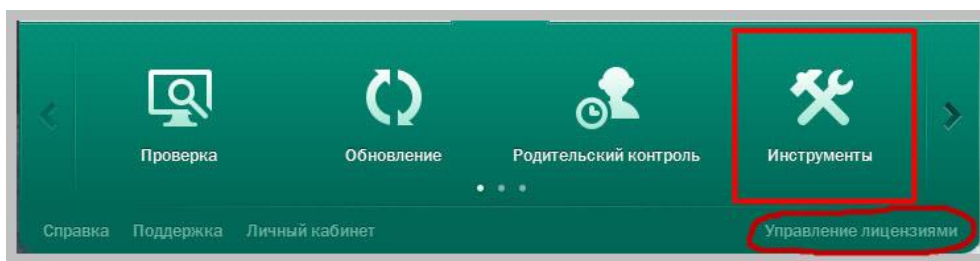 Проверка Обновление Родительский контроль Инструменты
Справка Поддержка Личный кабинет Управление лицензиями